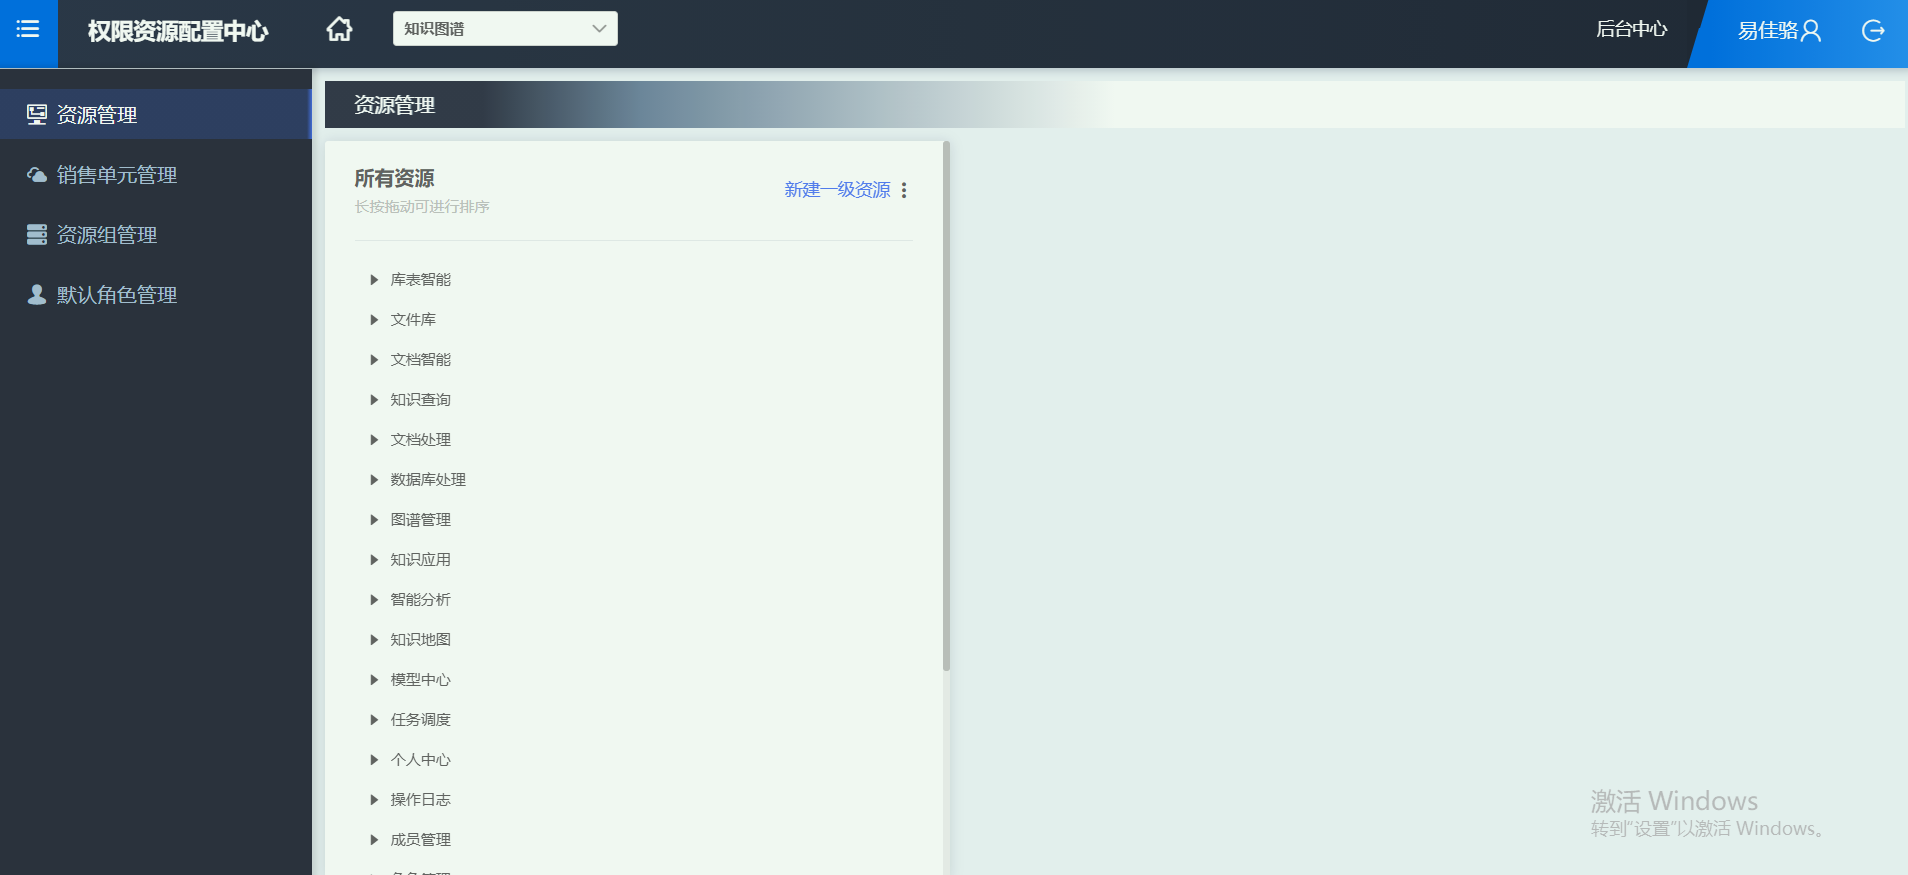 权限资源配置中心
知识图谱
后台中心
易佳骆
资源管理
销售单元管理
资源组管理
默认角色管理
资源管理
所有资源
长按拖动可进行排序
新建一级资源
库表智能
文件库
文档智能
知识查询
文档处理
数据库处理
图谱管理
知识应用
智能分析
知识地图
模型中心
任务调度
个人中心
操作日志
成员管理
激活 Windows
转到“设置”以激活 Windows。